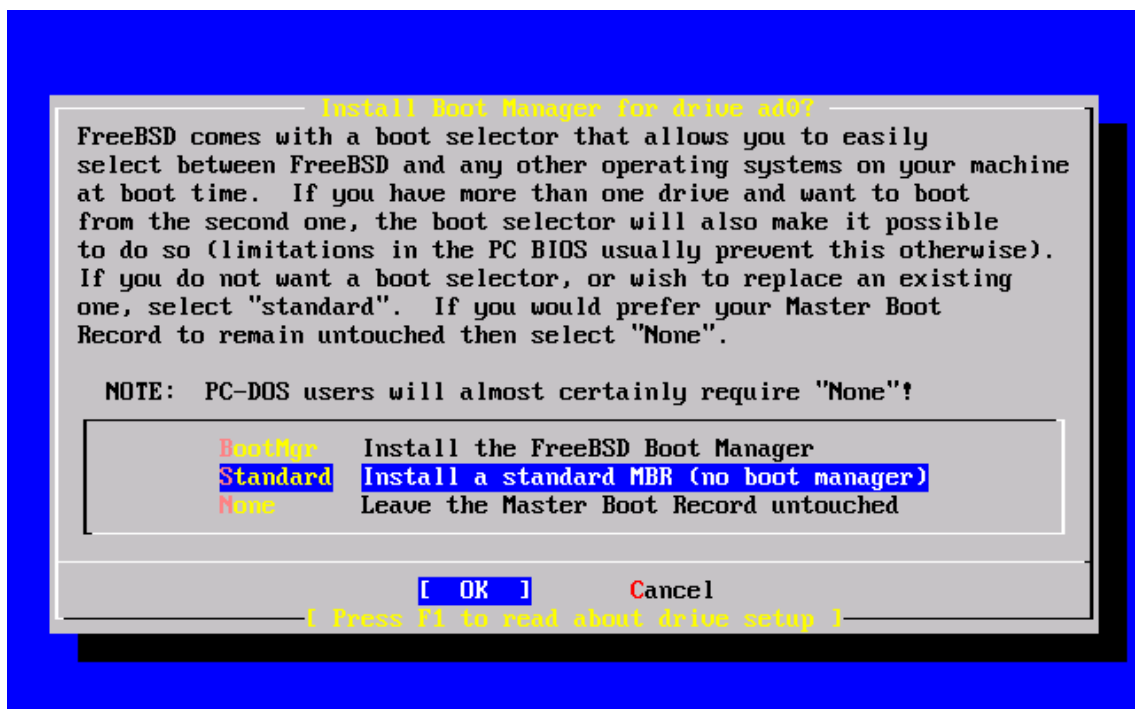 Install Boot Manager for drive ad0?
FreeBSD comes with a boot selector that allows you to easily
select between FreeBSD and any other operating systems on your machine
at boot time.  If you have more than one drive and want to boot
from the second one, the boot selector will also make it possible
to do so (limitations in the PC BIOS usually prevent this otherwise).
If you do not want a boot selector, or wish to replace an existing
one, select "standard".  If you would prefer your Master Boot
Record to remain untouched then select "None".
NOTE:  PC-DOS users will almost certainly require "None"!
BootMgr   Install the FreeBSD Boot Manager
Standard  Install a standard MBR (no boot manager)
None      Leave the Master Boot Record untouched
[  OK  ]       Cancel
[ Press F1 to read about drive setup ]